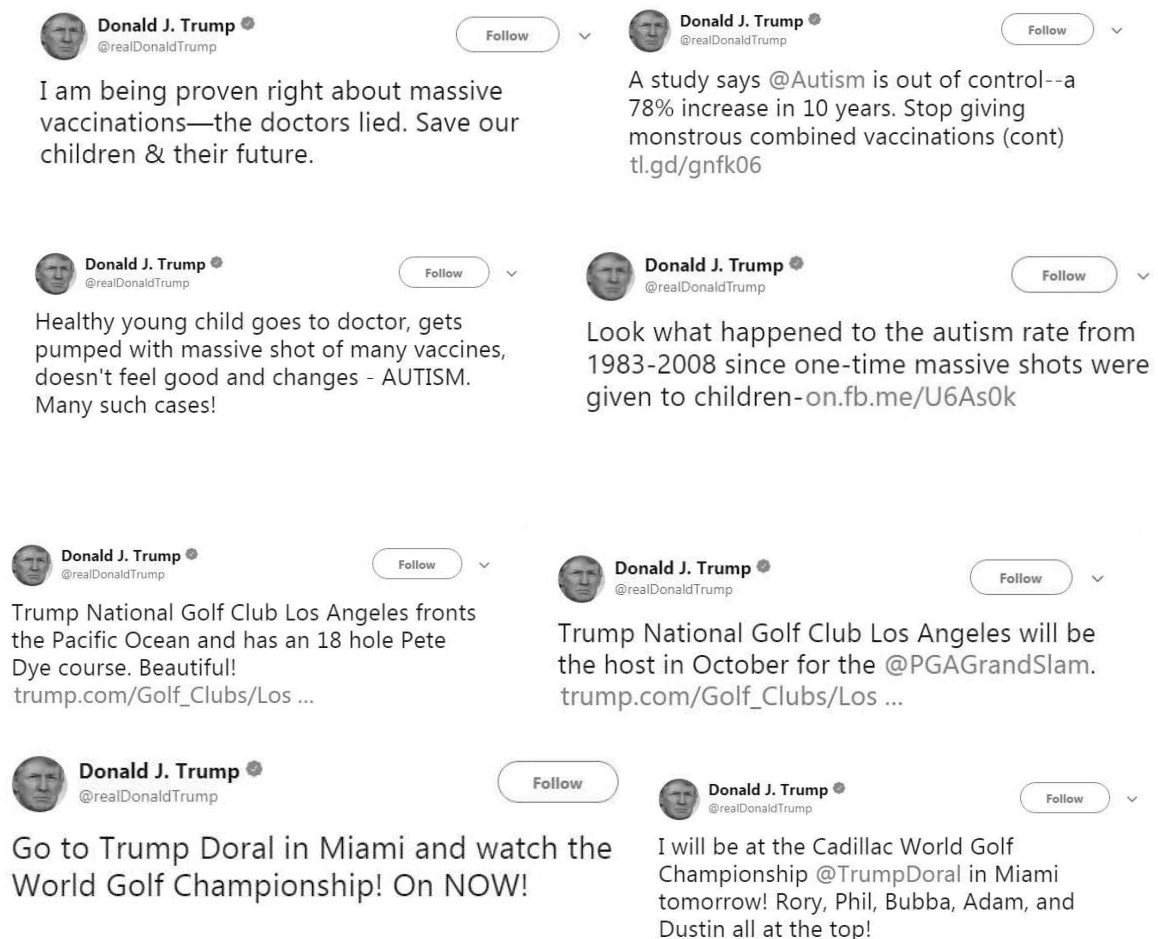 Donald J. Trump
@realDonaldTrump
Follow
I am being proven right about massive
vaccinations—the doctors lied. Save our
children & their future.
Donald J. Trump
@realDonaldTrump
Follow
A study says @Autism is out of control--a
78% increase in 10 years. Stop giving
monstrous combined vaccinations (cont)
tl.gd/gnfk06
Donald J. Trump
@realDonaldTrump
Follow
Healthy young child goes to doctor, gets
pumped with massive shot of many vaccines,
doesn't feel good and changes - AUTISM.
Many such cases!
Donald J. Trump
@realDonaldTrump
Follow
Look what happened to the autism rate from
1983-2008 since one-time massive shots were
given to children-on.fb.me/U6As0k
Donald J. Trump
@realDonaldTrump
Follow
Trump National Golf Club Los Angeles fronts
the Pacific Ocean and has an 18 hole Pete
Dye course. Beautiful!
trump.com/Golf_Clubs/Los ...
Donald J. Trump
@realDonaldTrump
Follow
Trump National Golf Club Los Angeles will be
the host in October for the @PGAGrandSlam.
trump.com/Golf_Clubs/Los ...
Donald J. Trump
@realDonaldTrump
Follow
Go to Trump Doral in Miami and watch the
World Golf Championship! On NOW!
Donald J. Trump
@realDonaldTrump
Follow
I will be at the Cadillac World Golf
Championship @TrumpDoral in Miami
tomorrow! Rory, Phil, Bubba, Adam, and
Dustin all at the top!